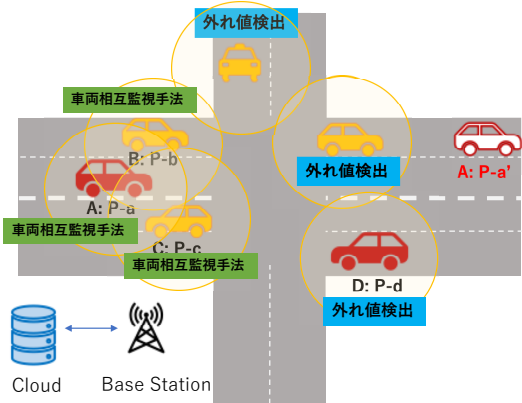 外れ値検出
車両相互監視手法
B: P-b
外れ値検出
A: P-a’
A: P-a
車両相互監視手法
C: P-c
車両相互監視手法
D: P-d
外れ値検出
Cloud
Base Station